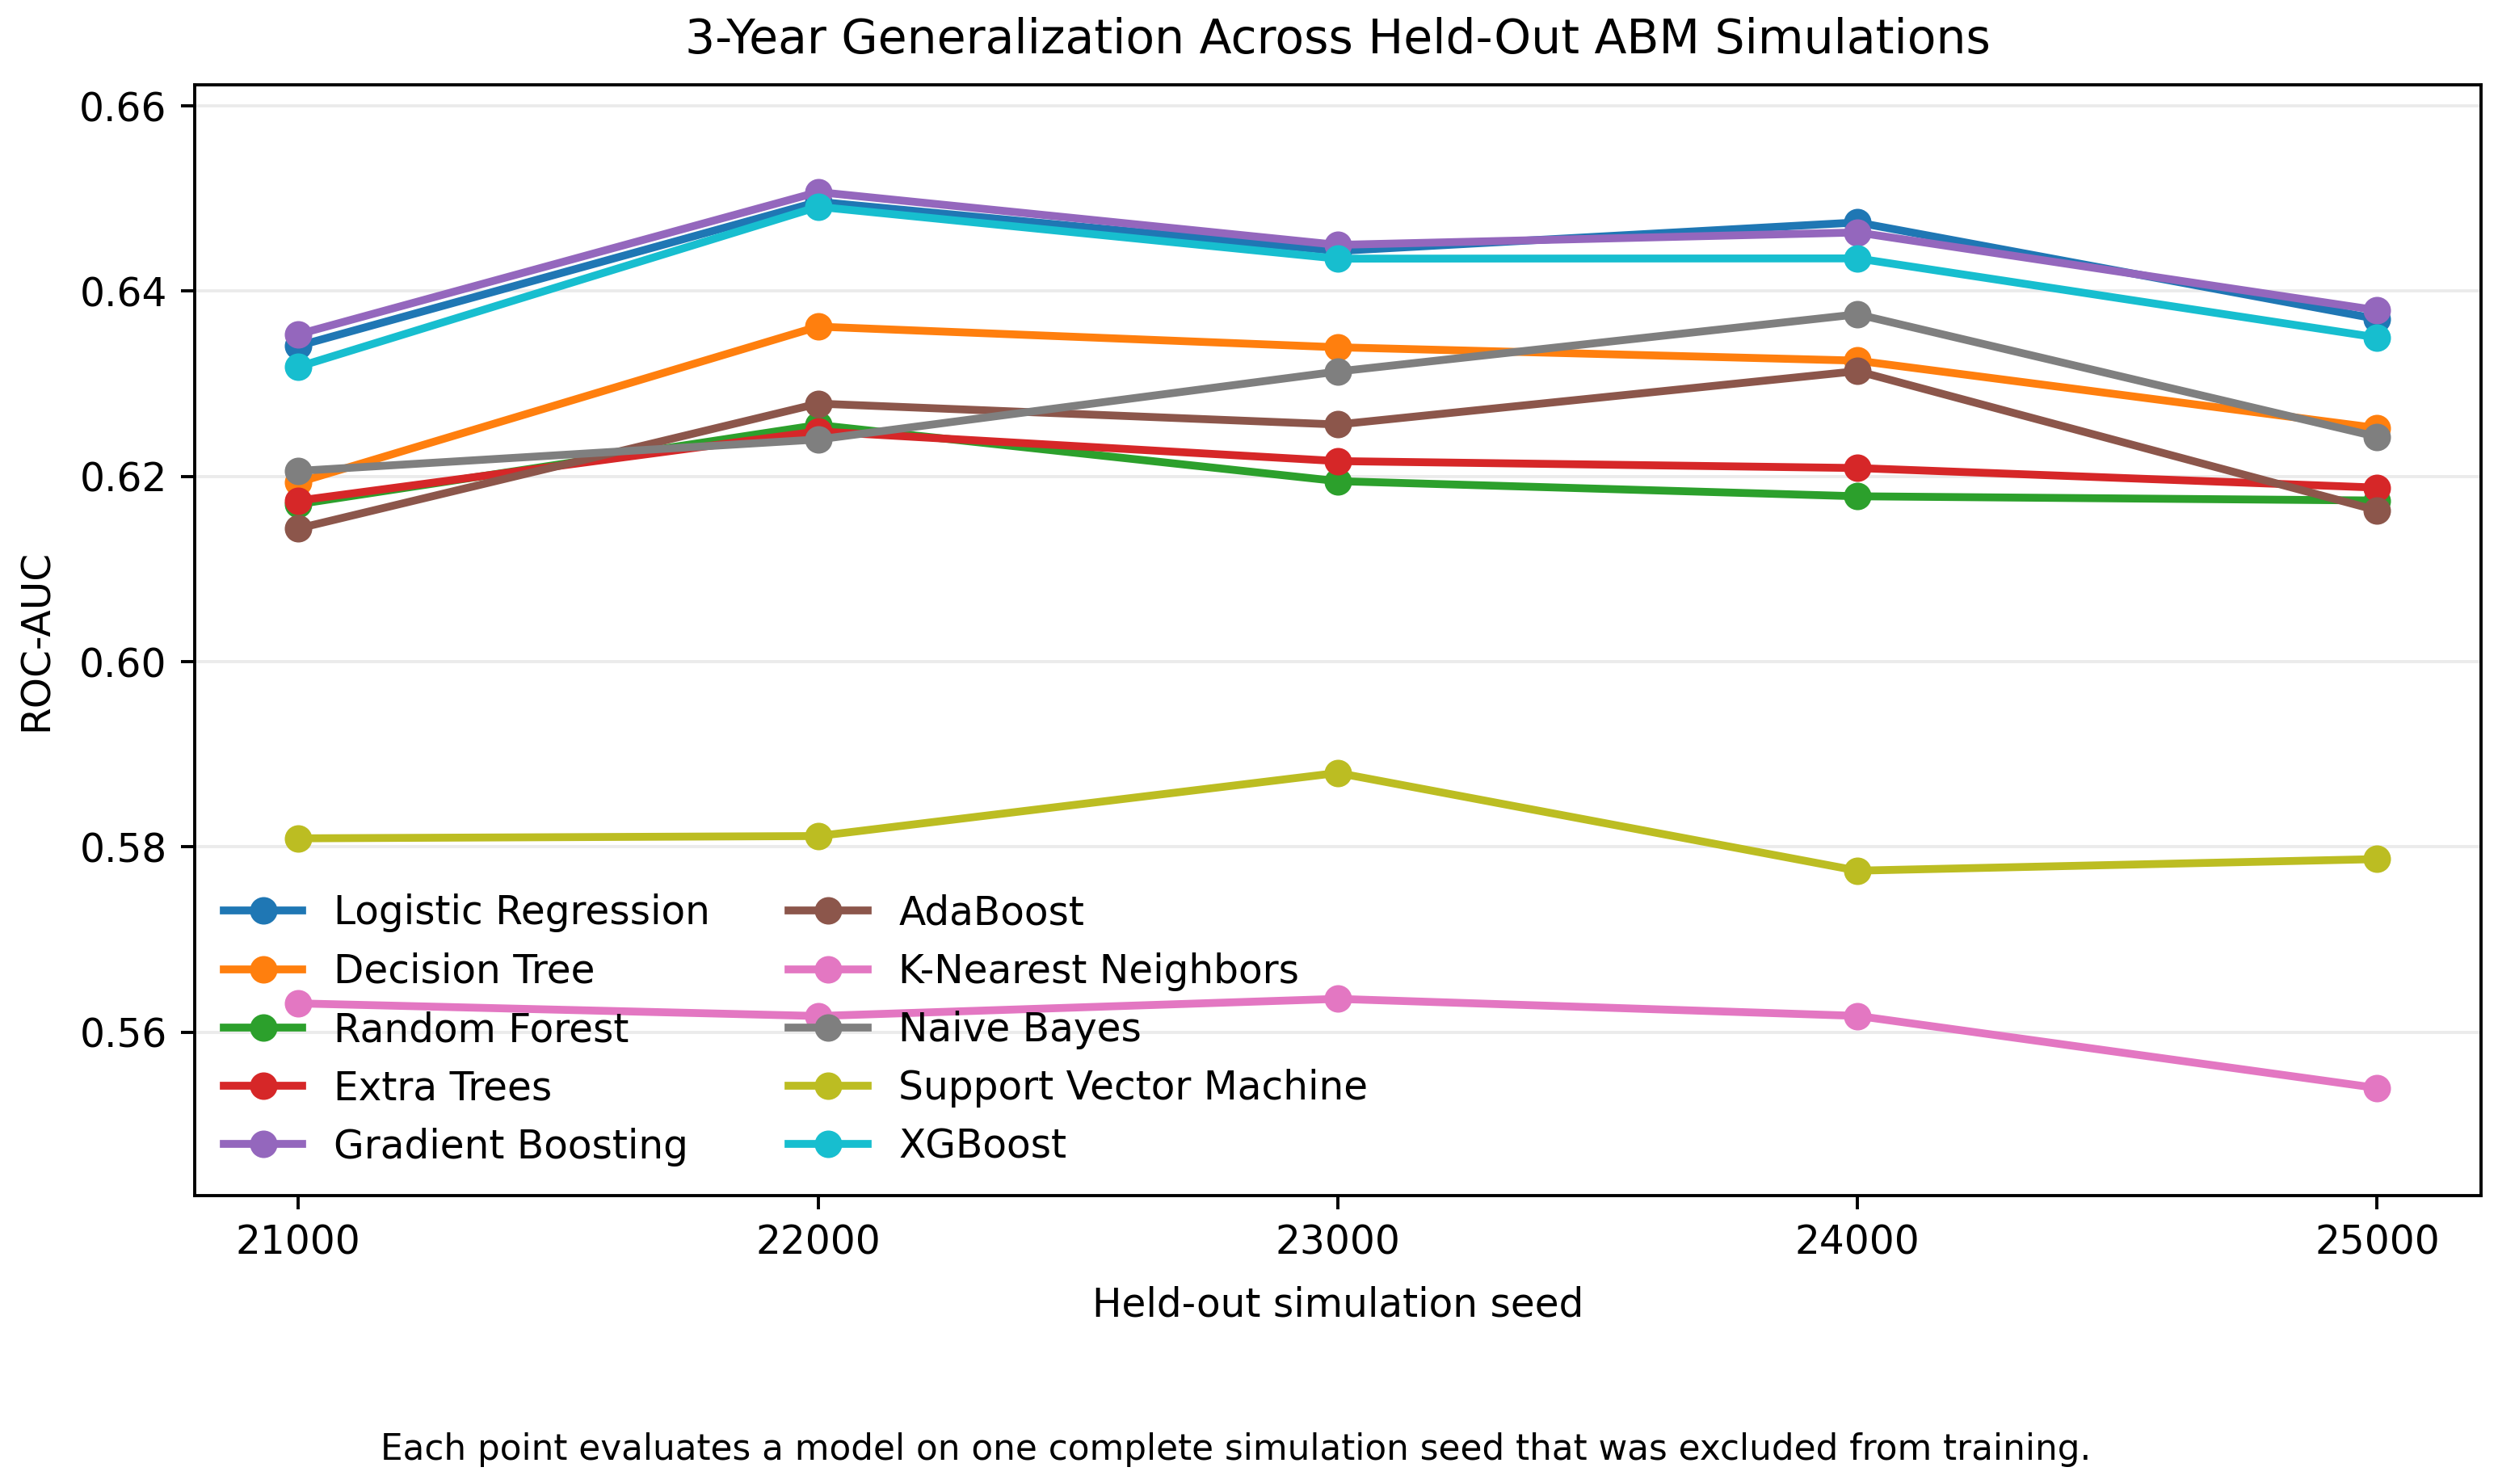 3-Year Generalization Across Held-Out ABM Simulations
0.66
0.64
0.62
0.60
0.58
0.56
ROC-AUC
Logistic Regression
Decision Tree
Random Forest
Extra Trees
Gradient Boosting
AdaBoost
K-Nearest Neighbors
Naive Bayes
Support Vector Machine
XGBoost
21000 22000 23000 24000 25000
Held-out simulation seed
Each point evaluates a model on one complete simulation seed that was excluded from training.